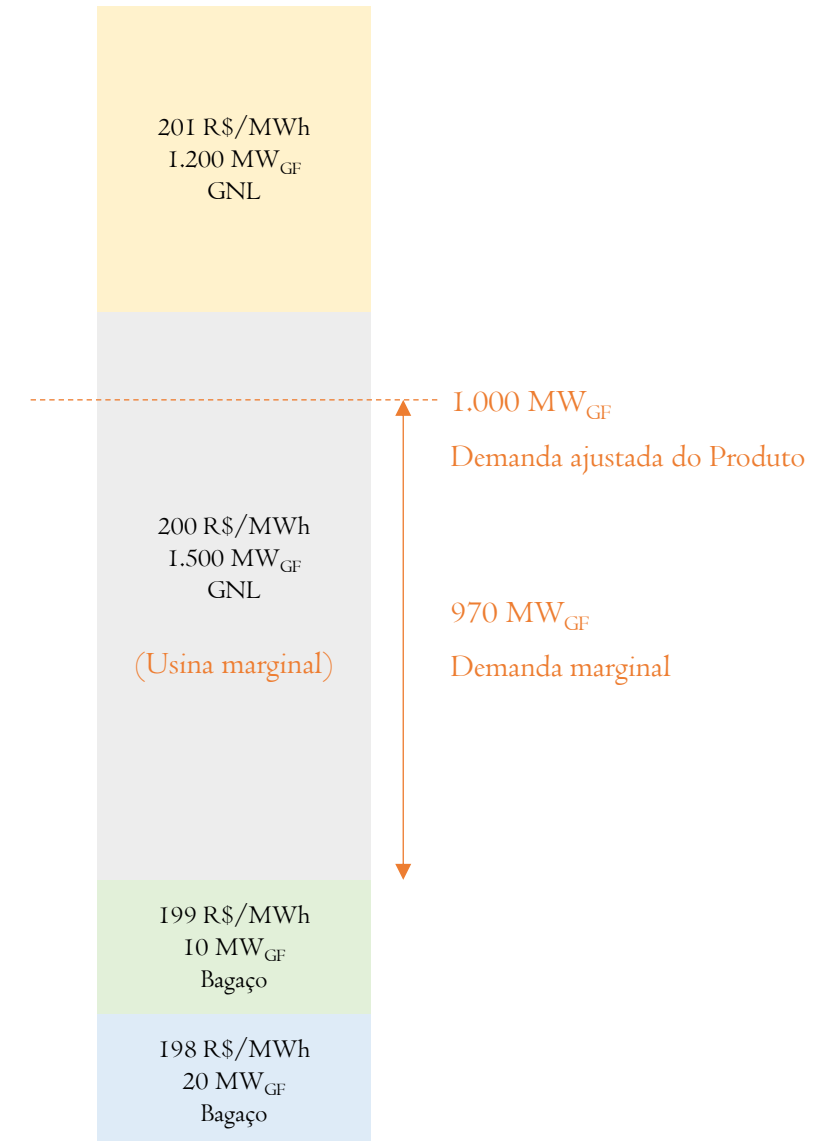 201 R$/MWh
1.200 MWGF
GNL
1.000 MWGF
Demanda ajustada do Produto
200 R$/MWh
1.500 MWGF
GNL
(Usina marginal)
970 MWGF
Demanda marginal
199 R$/MWh
10 MWGF
Bagaço
198 R$/MWh
20 MWGF
Bagaço